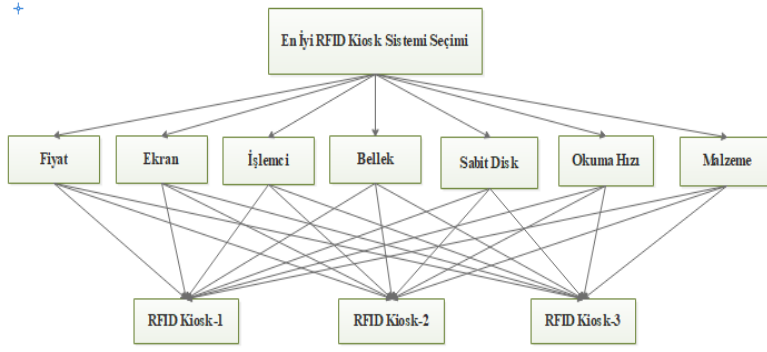 En İyi RFID Kiosk Sistemi Seçimi
Fiyat
Ekran
İşlemci
Bellek
Sabit Disk
Okuma Hızı
Malzeme
RFID Kiosk-1
RFID Kiosk-2
RFID Kiosk-3